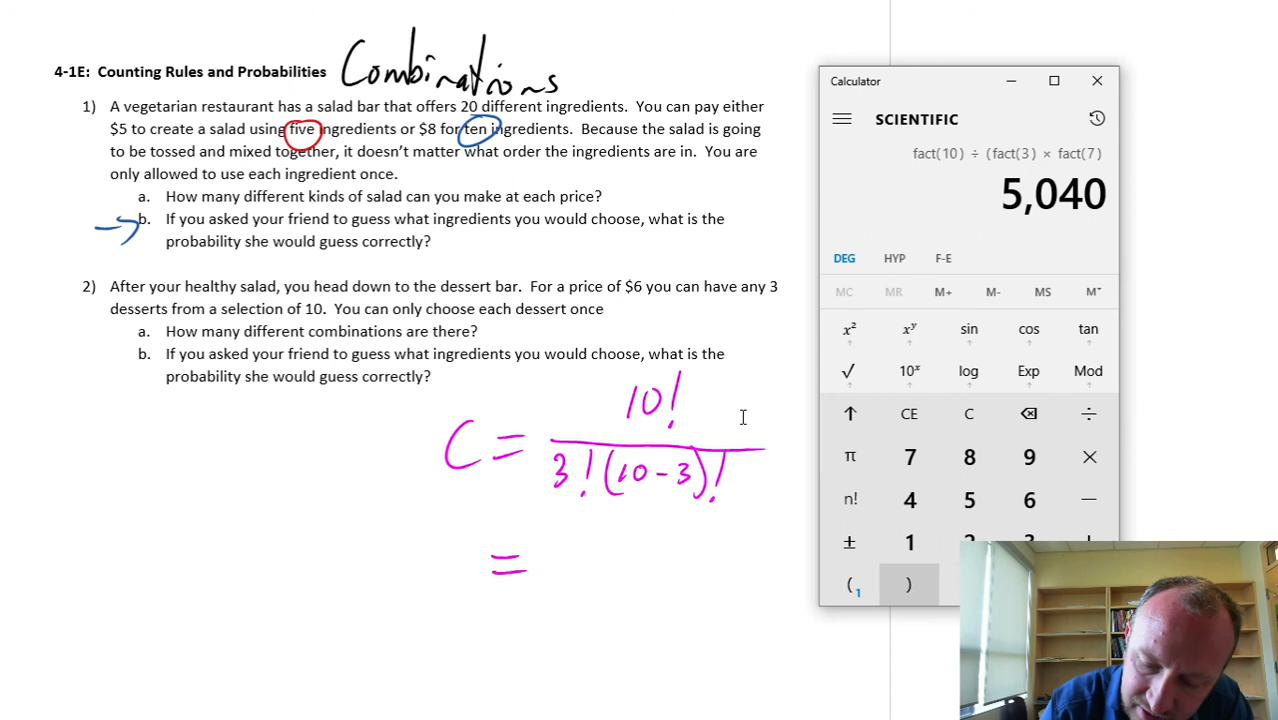 Combinations
4-1E: Counting Rules and Probabilities
1) A vegetarian restaurant has a salad bar that offers 20 different ingredients. You can pay either
$5 to create a salad using five ingredients or $8 for ten ingredients. Because the salad is going
to be tossed and mixed together, it doesn't matter what order the ingredients are in. You are
only allowed to use each ingredient once.
a. How many different kinds of salad can you make at each price?
b. If you asked your friend to guess what ingredients you would choose, what is the
probability she would guess correctly?
2) After your healthy salad, you head down to the dessert bar. For a price of $6 you can have any 3
desserts from a selection of 10. You can only choose each dessert once
a. How many different combinations are there?
b. If you asked your friend to guess what ingredients you would choose, what is the
probability she would guess correctly?
C = 10! / 3!(10-3)!
=
Calculator
SCIENTIFIC
fact(10) ÷ (fact(3) × fact(7)
5,040
DEG HYP F-E
MC MR M+ M- MS M˅
x² xʸ sin cos tan
√ 10ˣ log Exp Mod
↑ CE C ⌫ ÷
π 7 8 9 ×
n! 4 5 6 −
± 1 2 3 +
(1 )